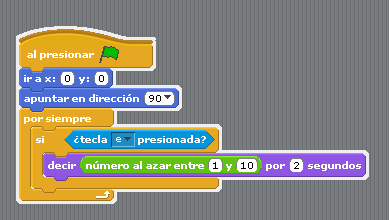 al presionar
ir a x: 0 y: 0
apuntar en dirección 90
por siempre
si ¿tecla e presionada?
decir número al azar entre 1 y 10 por 2 segundos